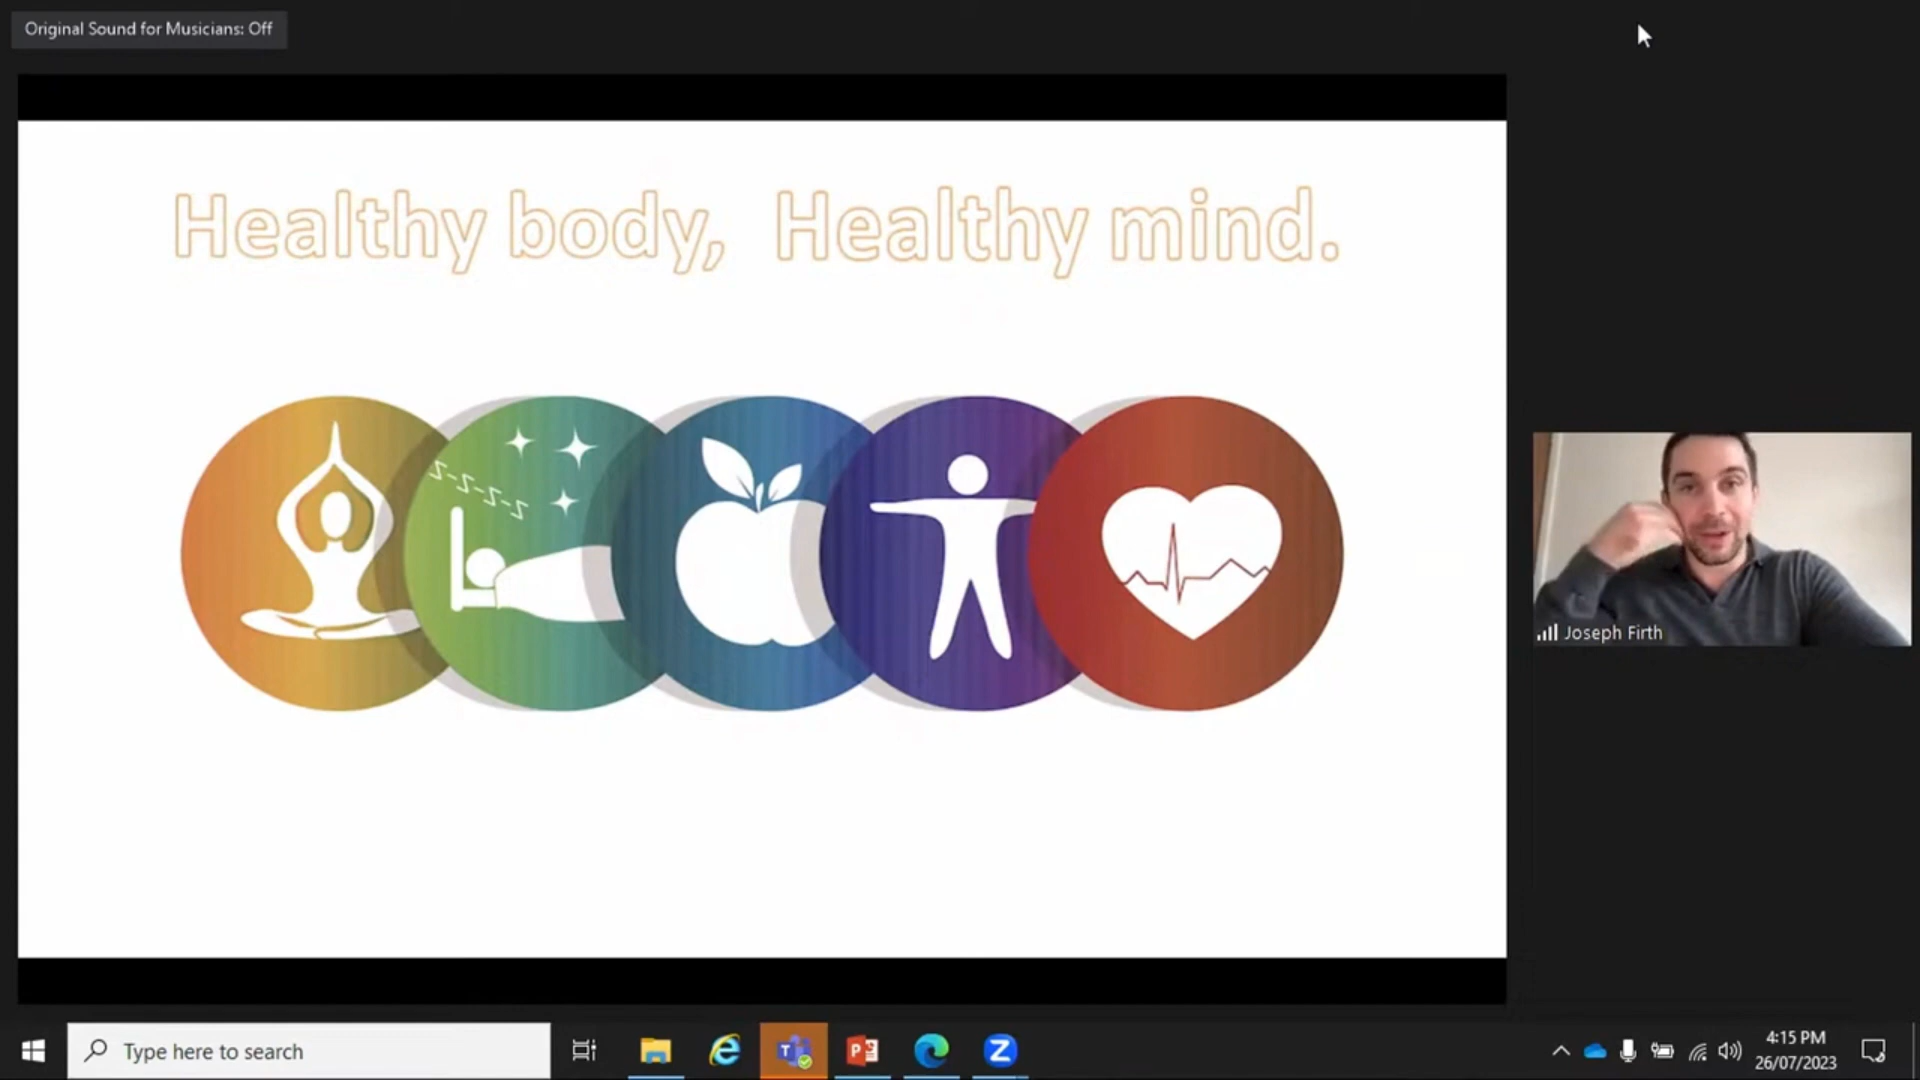 Original Sound for Musicians: Off
Healthy body, Healthy mind.
z-z-z-z-z
Joseph Firth
Type here to search
4:15 PM
26/07/2023